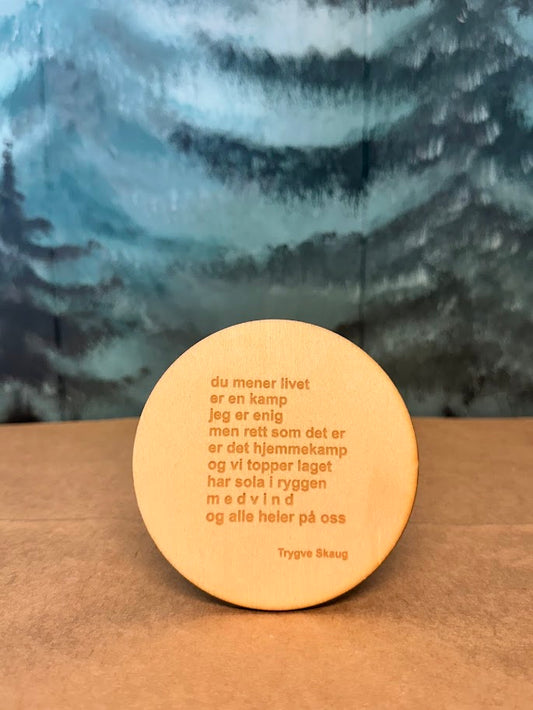 du mener livet
er en kamp
jeg er enig
men rett som det er
er det hjemmekamp
og vi topper laget
har sola i ryggen
m e d v i n d
og alle heier på oss
Trygve Skaug